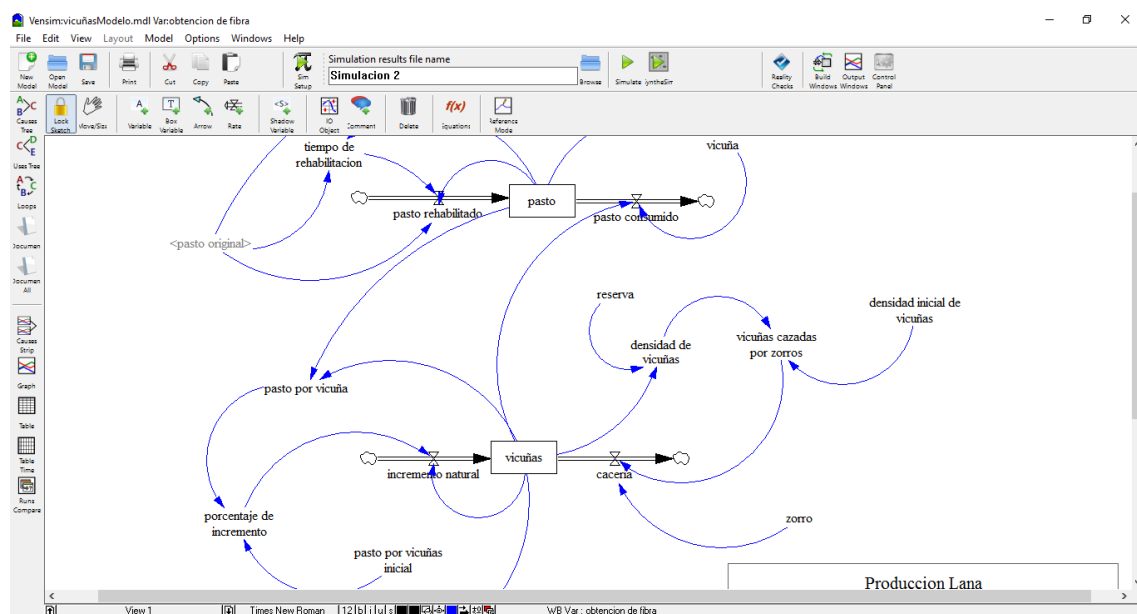 Vensim:vicuñasModelo.mdl Var:obtencion de fibra
File Edit View Layout Model Options Windows Help
Simulation results file name
Simulacion 2
New Model
Open Model
Save
Print
Cut
Copy
Paste
Sim Setup
Browse
Simulate
SyntheSim
Reality Checks
Build Windows
Output Windows
Control Panel
Causes Tree
Lock Sketch
Move/Size
Variable
Box Variable
Arrow
Rate
Shadow Variable
IO Object
Comment
Delete
Equations
Reference Mode
Uses Tree
Loops
Documen
Documen All
Causes Strip
Graph
Table
Table Time
Runs Compare
tiempo de
rehabilitacion
vicuña
pasto
pasto rehabilitado
pasto consumido
<pasto original>
reserva
densidad inicial de
vicuñas
densidad de
vicuñas
vicuñas cazadas
por zorros
pasto por vicuña
vicuñas
incremento natural
caceria
porcentaje de
incremento
zorro
pasto por vicuñas
inicial
Produccion Lana
View 1
Times New Roman
12 b i u s
WB Var : obtencion de fibra